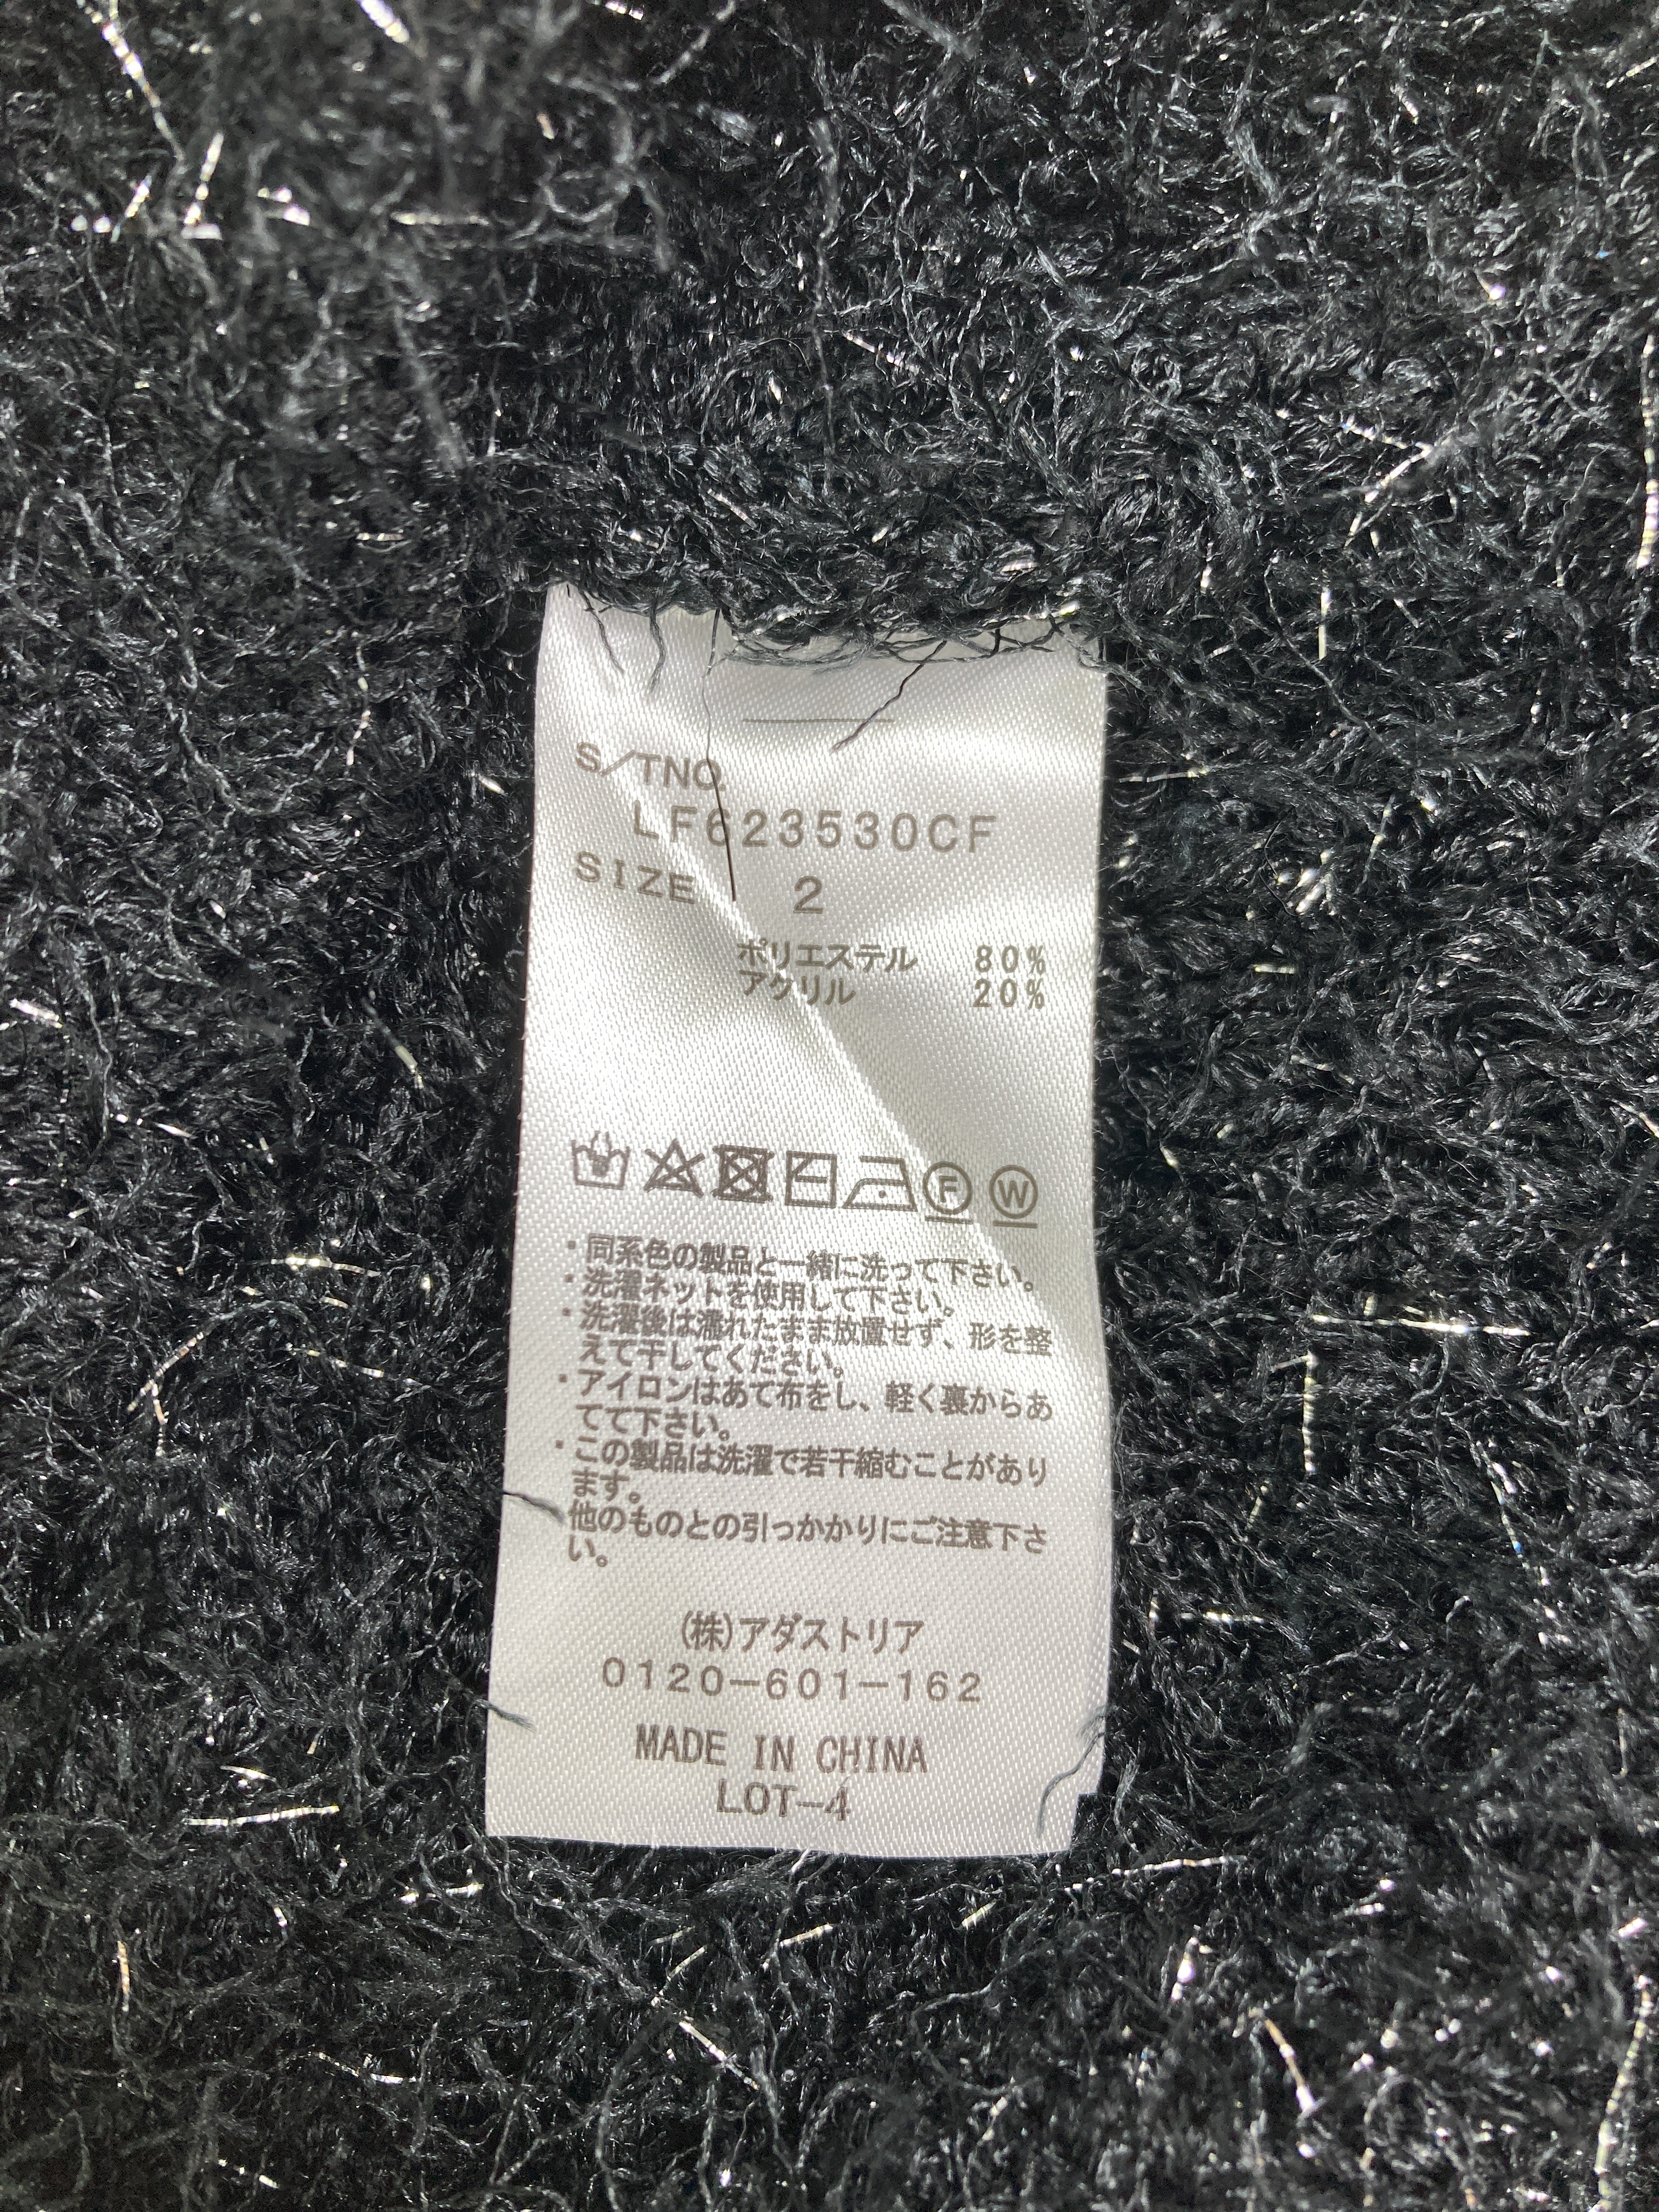 S/TNO.
LF623530CF
SIZE 2
ポリエステル 80%
アクリル 20%
F W
・同系色の製品と一緒に洗って下さい。
・洗濯ネットを使用して下さい。
・洗濯後は濡れたまま放置せず、形を整
えて干してください。
・アイロンはあて布をし、軽く裏からあ
てて下さい。
・この製品は洗濯で若干縮むことがあり
ます。
他のものとの引っかかりにご注意下さ
い。
(株)アダストリア
0120-601-162
MADE IN CHINA
LOT-4